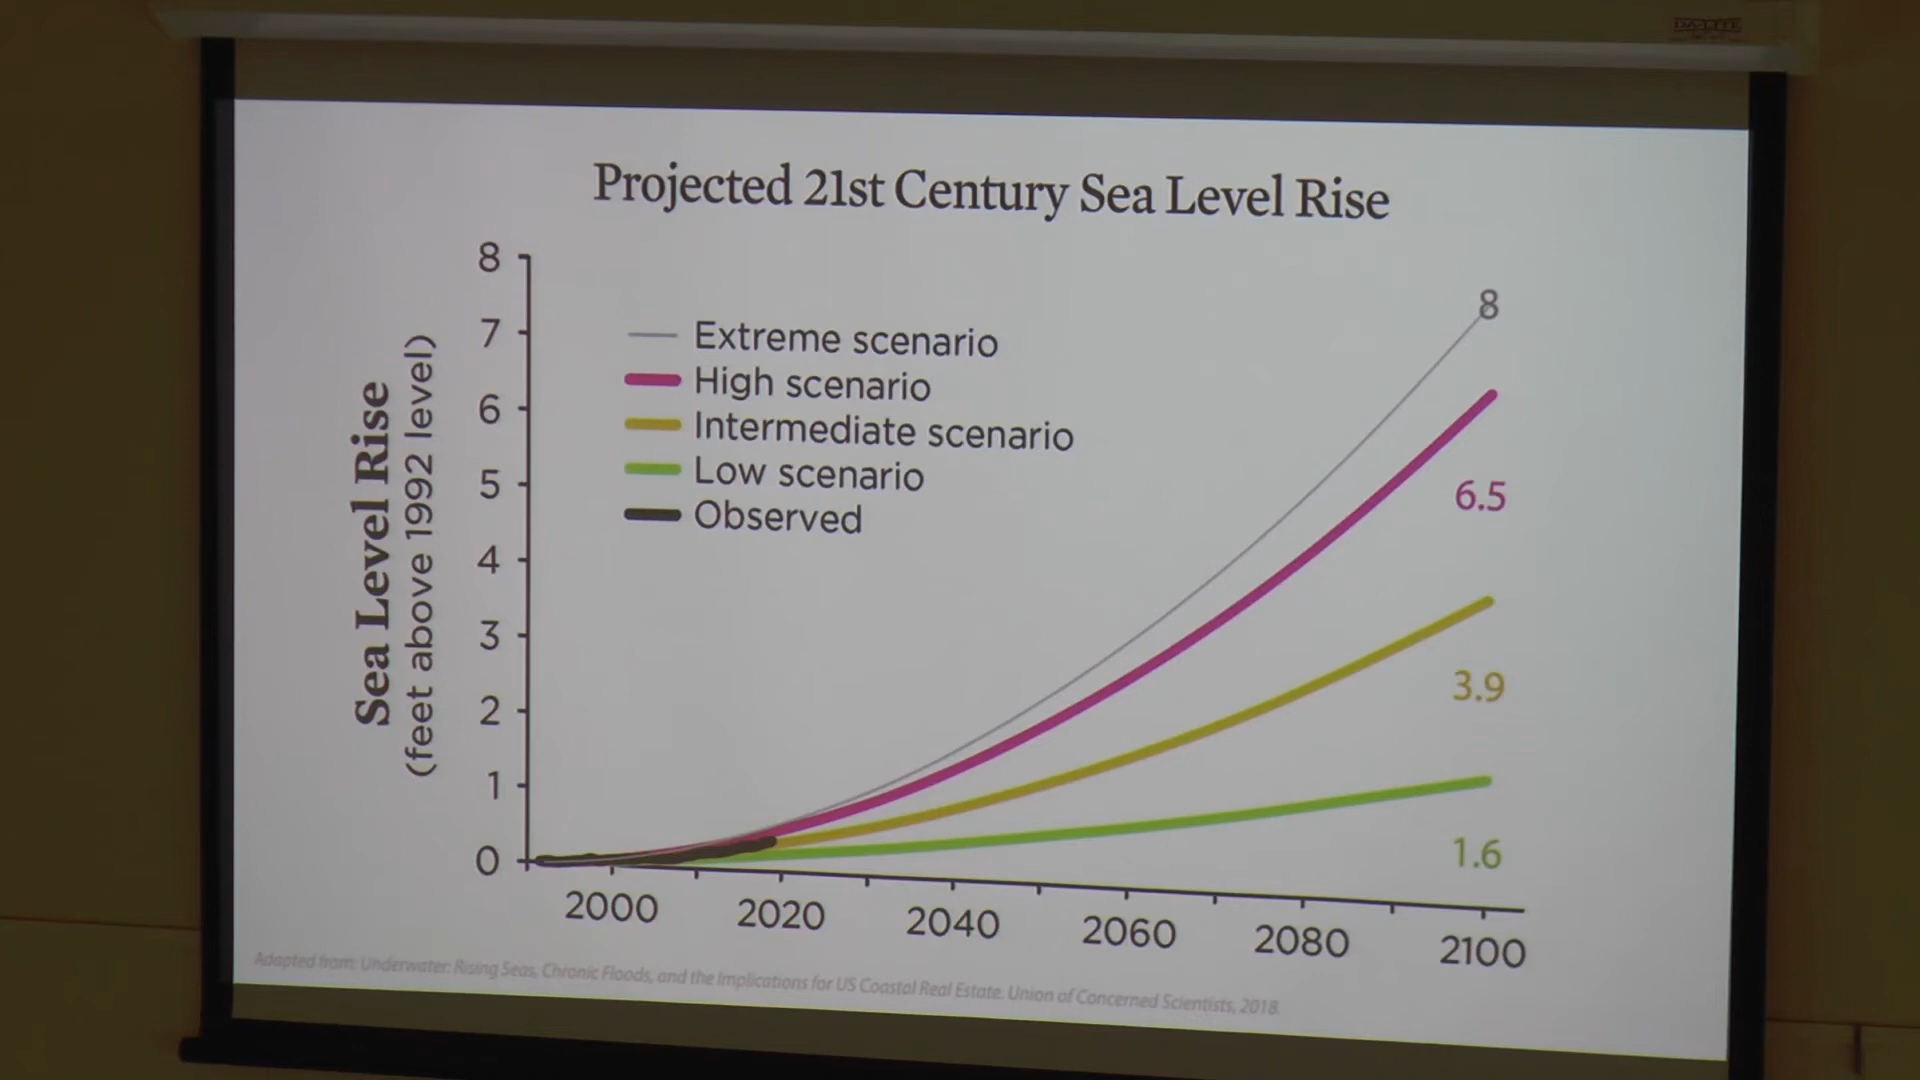 DA-LITE
Projected 21st Century Sea Level Rise
Sea Level Rise
(feet above 1992 level)
8
7
6
5
4
3
2
1
0
Extreme scenario
High scenario
Intermediate scenario
Low scenario
Observed
8
6.5
3.9
1.6
2000 2020 2040 2060 2080 2100
Adapted from: Underwater: Rising Seas, Chronic Floods, and the Implications for US Coastal Real Estate. Union of Concerned Scientists, 2018.